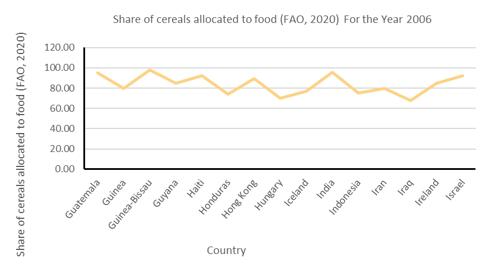 Share of cereals allocated to food (FAO, 2020) For the Year 2006
Share of cereals allocated to food (FAO, 2020)
120.00
100.00
80.00
60.00
40.00
20.00
0.00
Guatemala
Guinea
Guinea-Bissau
Guyana
Haiti
Honduras
Hong Kong
Hungary
Iceland
India
Indonesia
Iran
Iraq
Ireland
Israel
Country